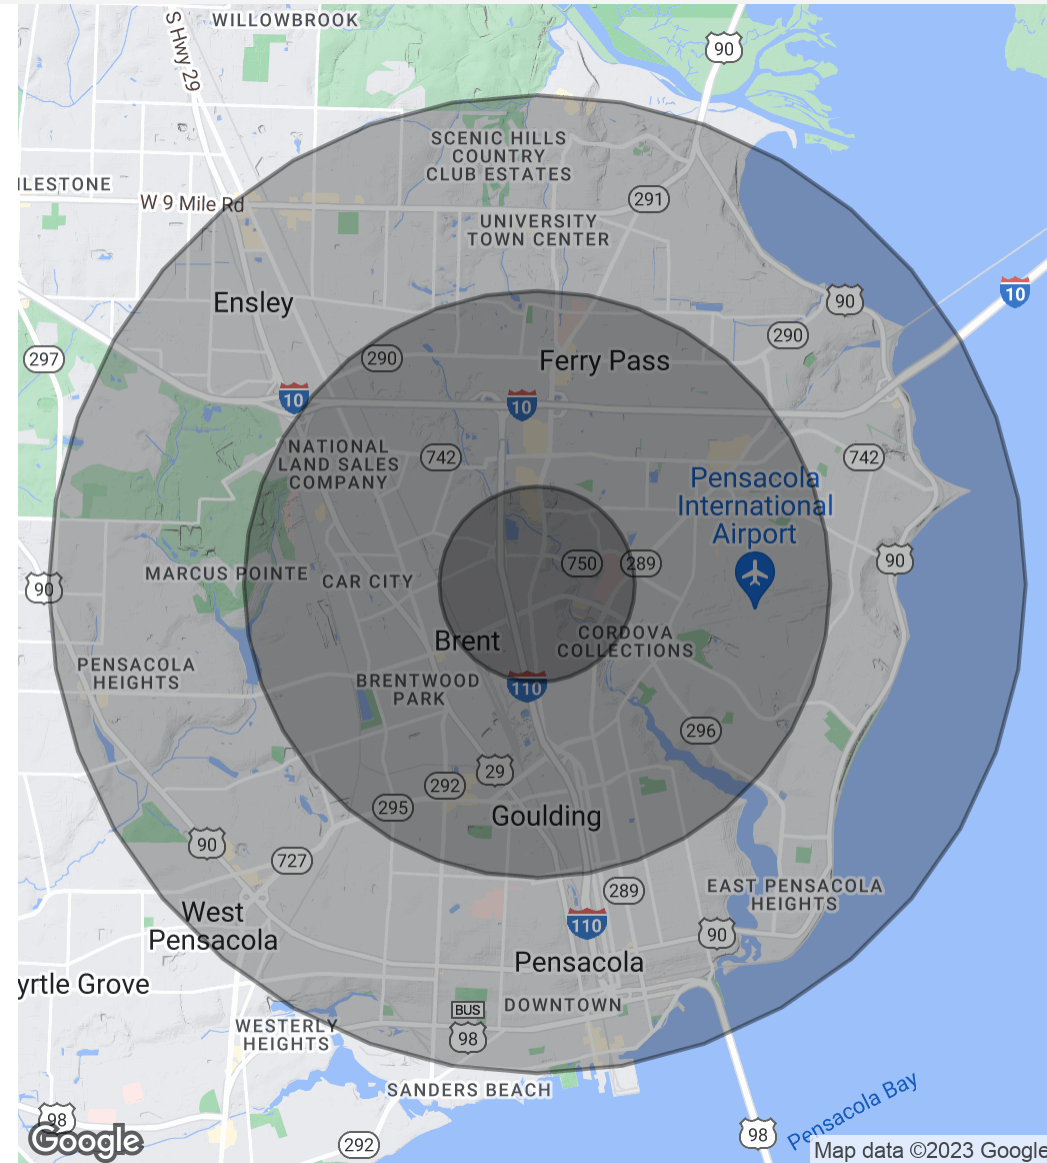 WILLOWBROOK
S Hwy 29
90
SCENIC HILLS
COUNTRY
CLUB ESTATES
ILESTONE
W 9 Mile Rd
291
UNIVERSITY
TOWN CENTER
Ensley
90
10
290
297
290
Ferry Pass
10
10
NATIONAL
LAND SALES
COMPANY
742
742
Pensacola
International
Airport
750
289
90
MARCUS POINTE
CAR CITY
90
Brent
CORDOVA
COLLECTIONS
PENSACOLA
HEIGHTS
BRENTWOOD
PARK
110
296
29
292
295
Goulding
90
727
289
EAST PENSACOLA
HEIGHTS
West
Pensacola
110
90
Pensacola
yrtle Grove
BUS
98
DOWNTOWN
WESTERLY
HEIGHTS
SANDERS BEACH
98
Google
292
98
Pensacola Bay
Map data ©2023 Google